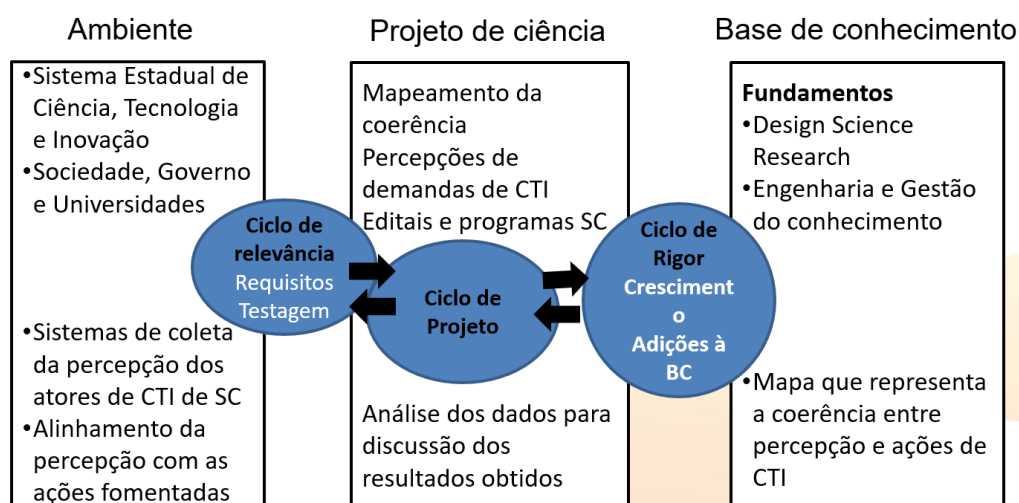 Ambiente
•Sistema Estadual de
Ciência, Tecnologia
e Inovação
•Sociedade, Governo
e Universidades
Ciclo de
relevância
Requisitos
Testagem
•Sistemas de coleta
da percepção dos
atores de CTI de SC
•Alinhamento da
percepção com as
ações fomentadas
Projeto de ciência
Mapeamento da
coerência
Percepções de
demandas de CTI
Editais e programas SC
Ciclo de
Projeto
Análise dos dados para
discussão dos
resultados obtidos
Base de conhecimento
Fundamentos
•Design Science
Research
•Engenharia e Gestão
do conhecimento
Ciclo de
Rigor
Cresciment
o
Adições à
BC
•Mapa que representa
a coerência entre
percepção e ações de
CTI